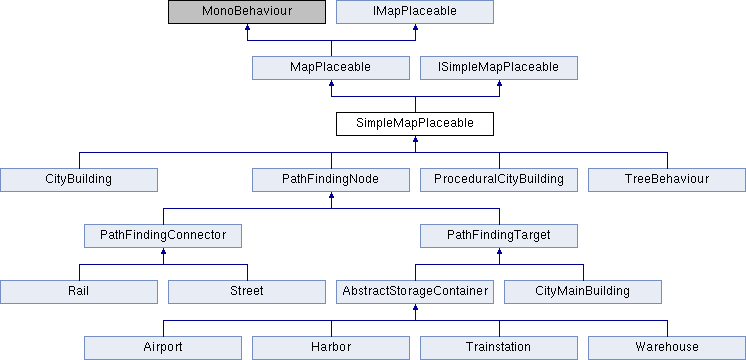 MonoBehaviour IMapPlaceable
MapPlaceable ISimpleMapPlaceable
SimpleMapPlaceable
CityBuilding PathFindingNode ProceduralCityBuilding TreeBehaviour
PathFindingConnector PathFindingTarget
Rail Street AbstractStorageContainer CityMainBuilding
Airport Harbor Trainstation Warehouse